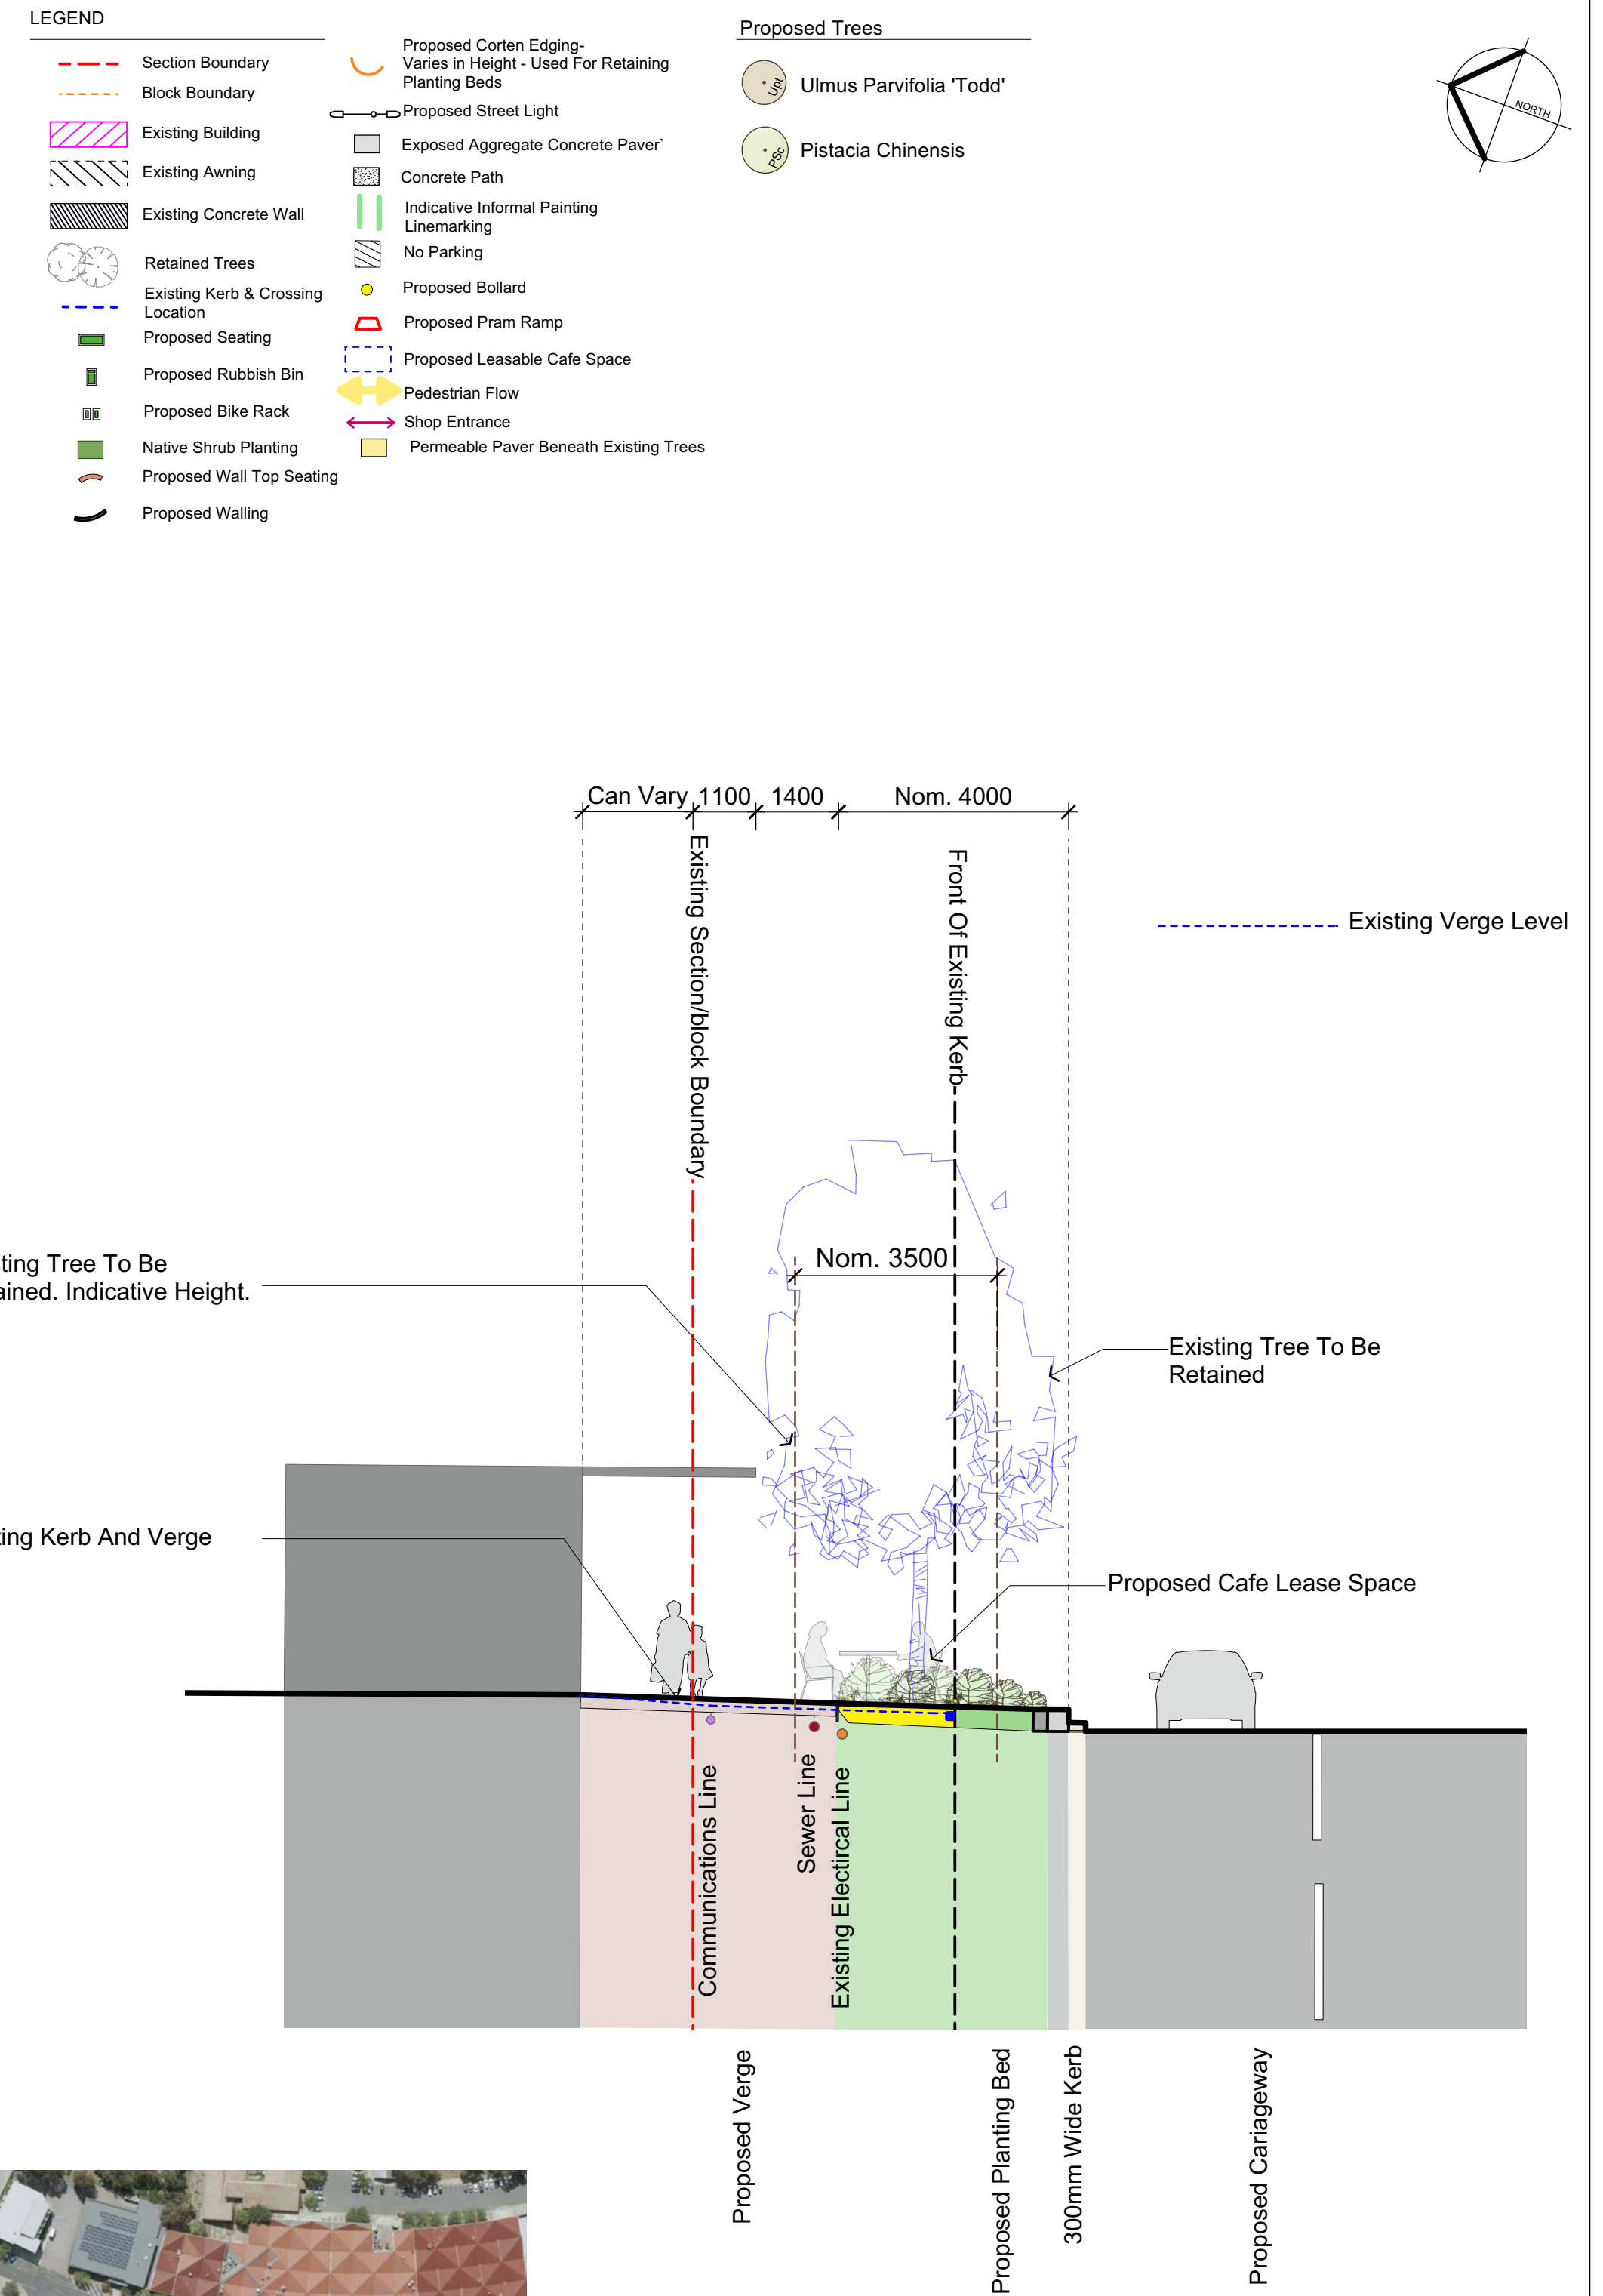 LEGEND
Section Boundary
Block Boundary
Existing Building
Existing Awning
Existing Concrete Wall
Retained Trees
Existing Kerb & Crossing
Location
Proposed Seating
Proposed Rubbish Bin
Proposed Bike Rack
Native Shrub Planting
Proposed Wall Top Seating
Proposed Walling
Proposed Corten Edging-
Varies in Height - Used For Retaining
Planting Beds
Proposed Street Light
Exposed Aggregate Concrete Paver`
Concrete Path
Indicative Informal Painting
Linemarking
No Parking
Proposed Bollard
Proposed Pram Ramp
Proposed Leasable Cafe Space
Pedestrian Flow
Shop Entrance
Permeable Paver Beneath Existing Trees
Proposed Trees
Upt
Ulmus Parvifolia 'Todd'
PSc
Pistacia Chinensis
NORTH
Can Vary 1100 1400 Nom. 4000
Existing Section/block Boundary
Front Of Existing Kerb
Existing Verge Level
Nom. 3500
ting Tree To Be
ained. Indicative Height.
Existing Tree To Be
Retained
ting Kerb And Verge
Proposed Cafe Lease Space
Communications Line
Sewer Line
Existing Electircal Line
Proposed Verge
Proposed Planting Bed
300mm Wide Kerb
Proposed Cariageway